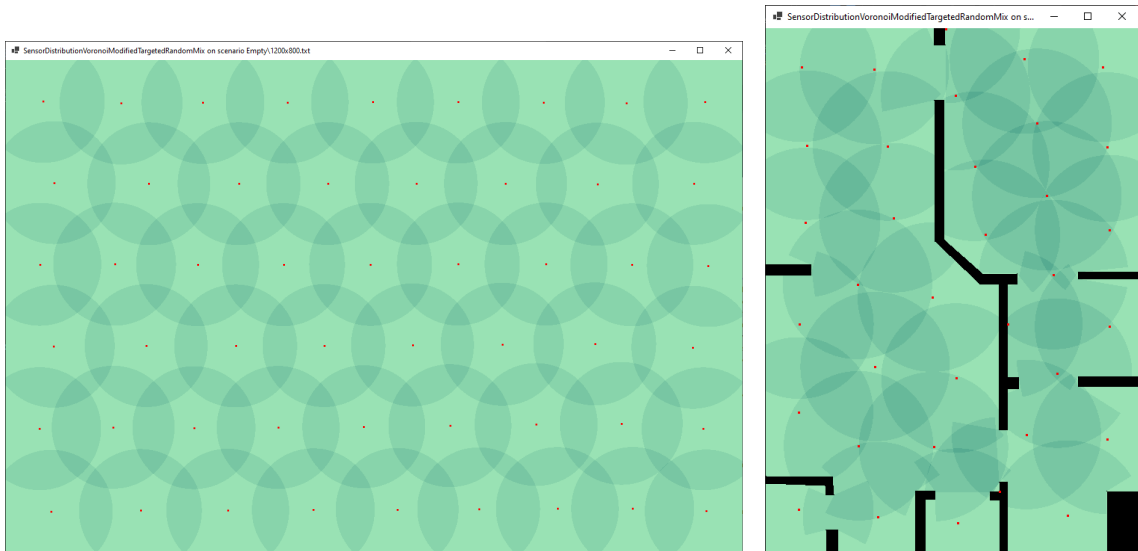 SensorDistributionVoronoiModifiedTargetedRandomMix on scenario Empty\1200x800.txt
SensorDistributionVoronoiModifiedTargetedRandomMix on s...